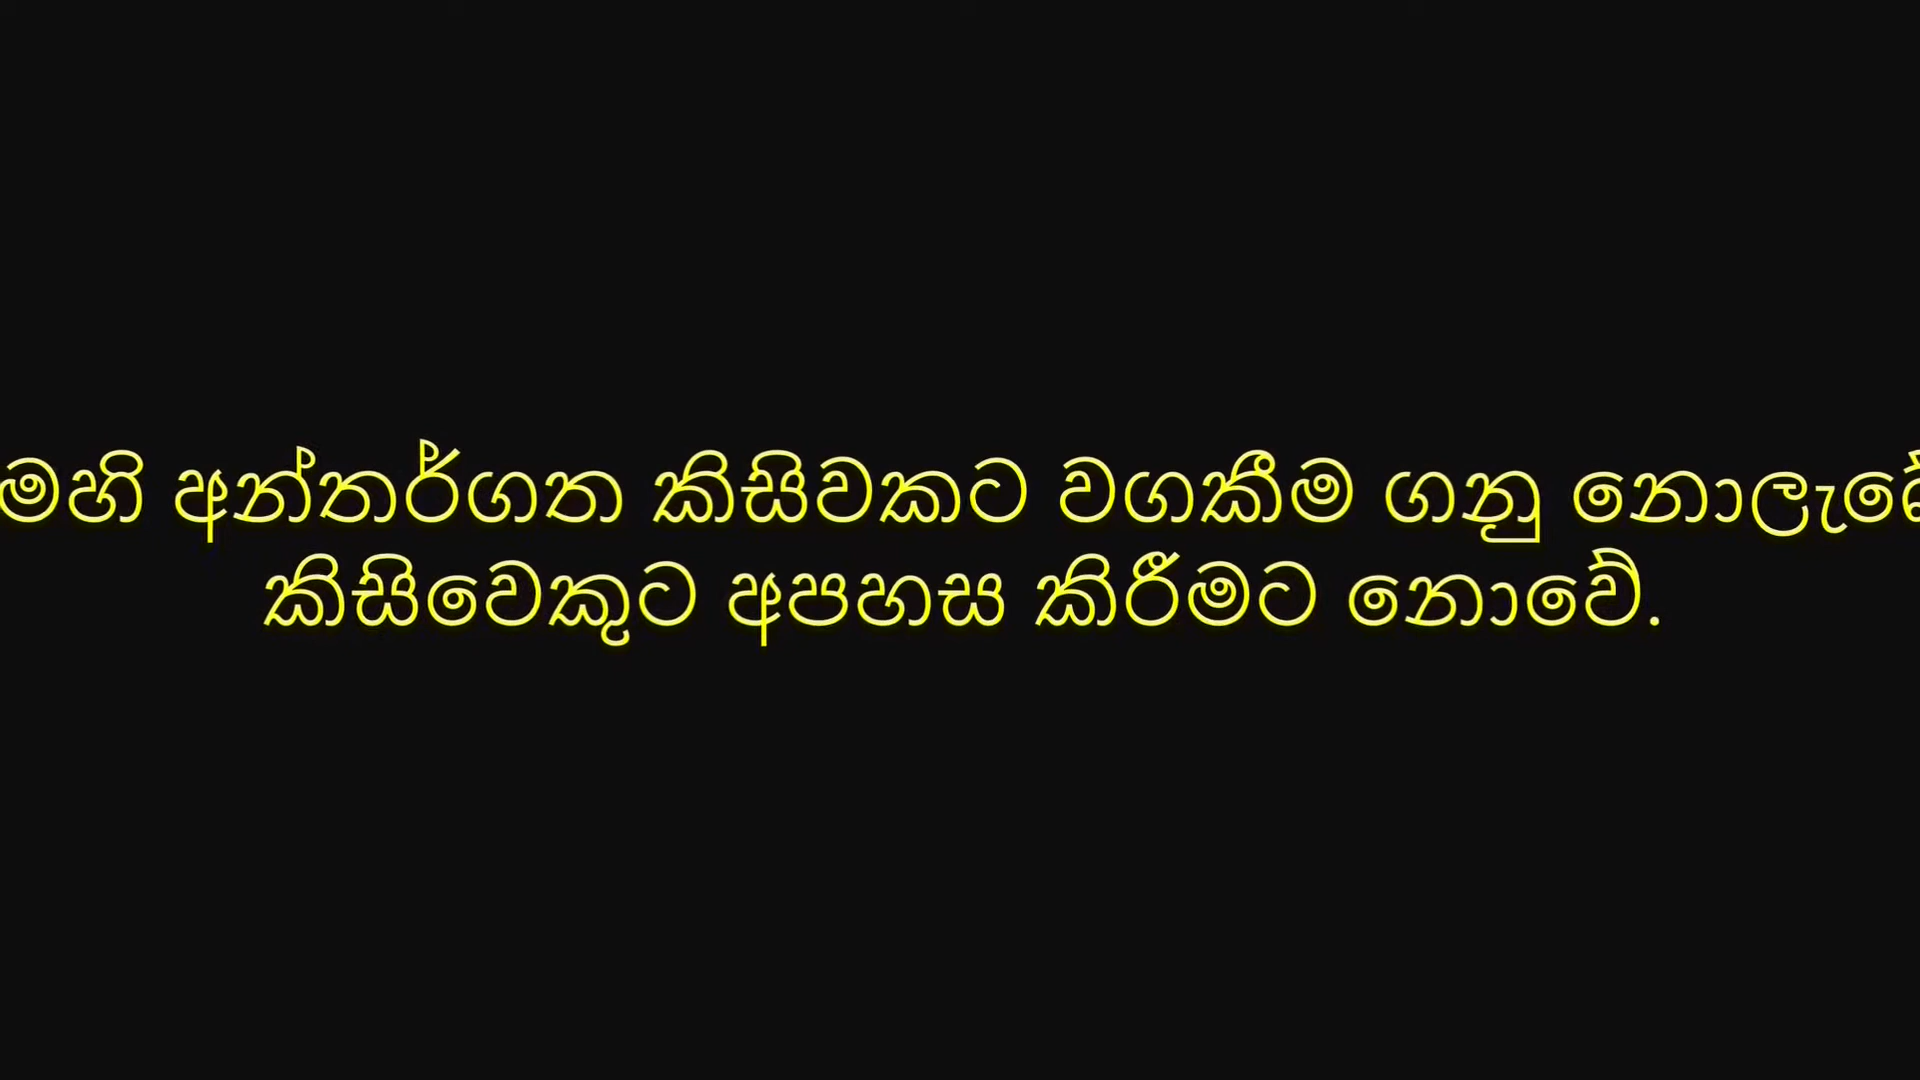 මෙහි අන්තර්ගත කිසිවකට වගකීම ගනු නොලැබේ
කිසිවෙකුට අපහස කිරීමට නොවේ.